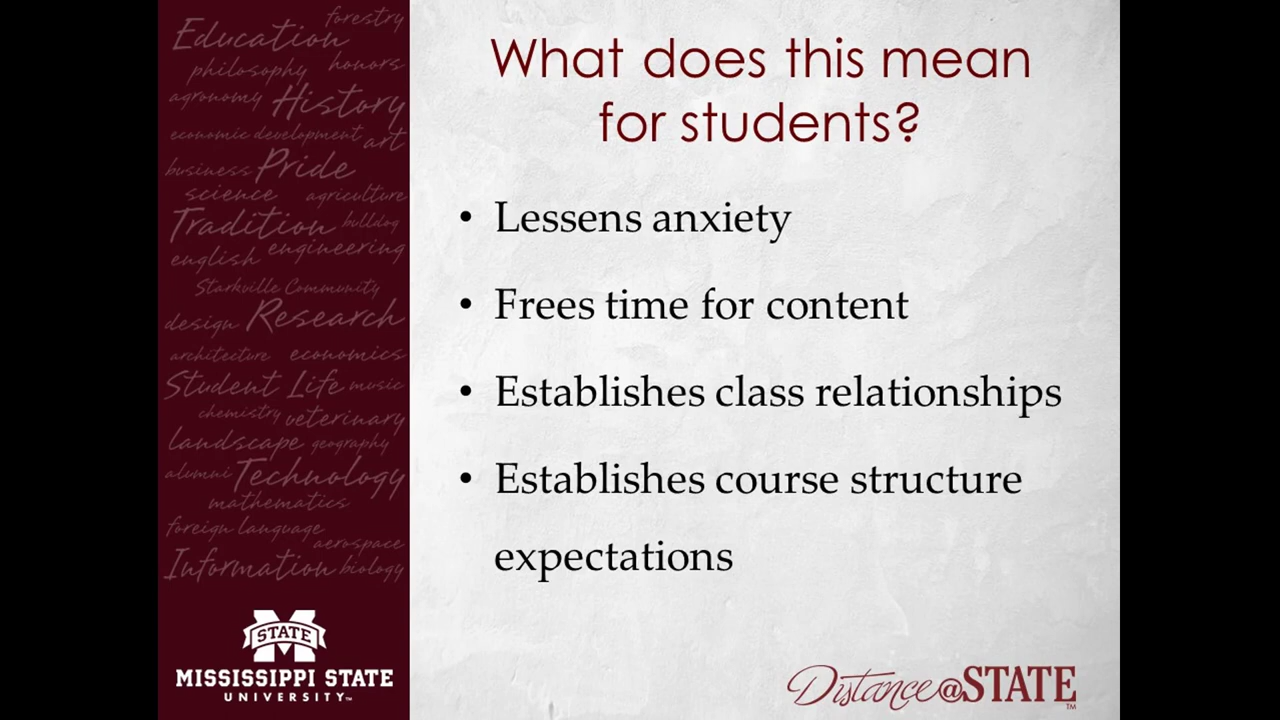 forestry
Education
philosophy honors
agronomy History
economic development art
business Pride
science agriculture
Tradition bulldog
english engineering
Starkville Community
design Research
architecture economics
Student Life music
chemistry veterinary
landscape geography
alumni Technology
mathematics
foreign language
aerospace
Information biology
STATE
MISSISSIPPI STATE
UNIVERSITY™
What does this mean
for students?
• Lessens anxiety
• Frees time for content
• Establishes class relationships
• Establishes course structure
expectations
Distance@STATE™